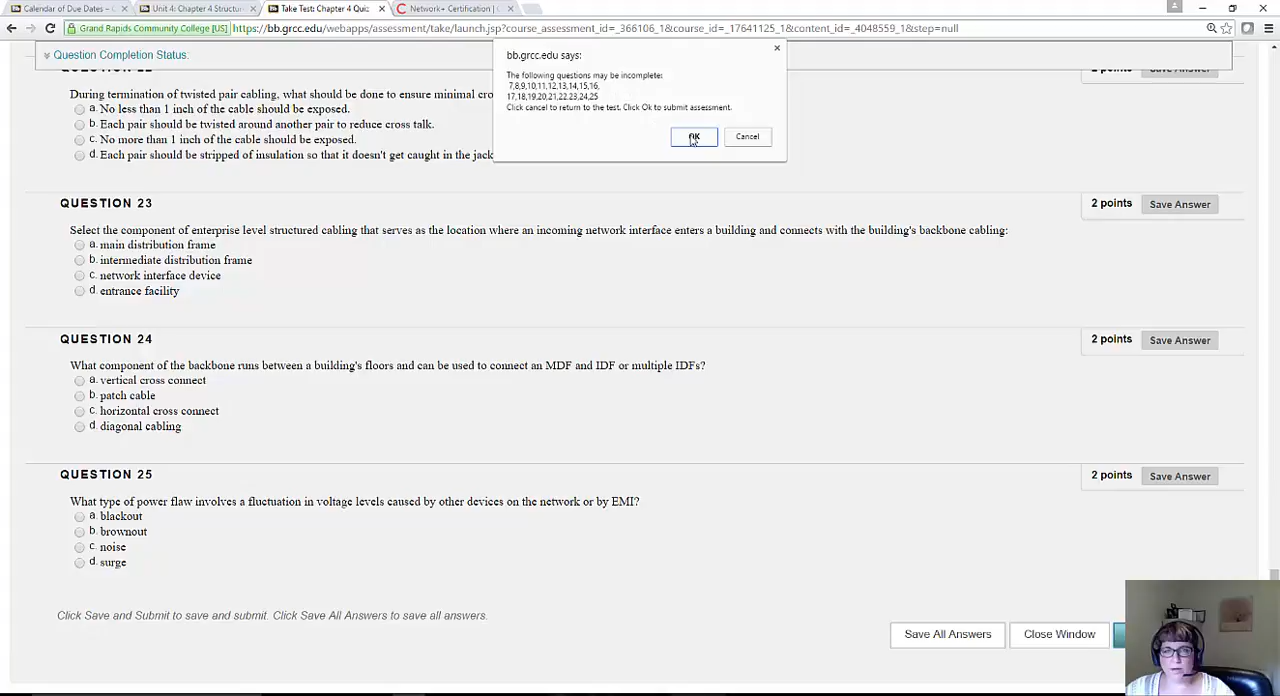 Calendar of Due Dates – 
Unit 4: Chapter 4 Structur
Take Test: Chapter 4 Quiz
Network+ Certification |
Grand Rapids Community College [US]
https://bb.grcc.edu/webapps/assessment/take/launch.jsp?course_assessment_id=_366106_1&course_id=_17641125_1&content_id=_4048559_1&step=null
Question Completion Status:
bb.grcc.edu says:
The following questions may be incomplete:
7,8,9,10,11,12,13,14,15,16,
17,18,19,20,21,22,23,24,25
Click cancel to return to the test. Click Ok to submit assessment.
OK
Cancel
QUESTION 22
2 points
Save Answer
During termination of twisted pair cabling, what should be done to ensure minimal
a. No less than 1 inch of the cable should be exposed.
b. Each pair should be twisted around another pair to reduce cross talk.
c. No more than 1 inch of the cable should be exposed.
d. Each pair should be stripped of insulation so that it doesn't get caught in the jack
QUESTION 23
2 points
Save Answer
Select the component of enterprise level structured cabling that serves as the location where an incoming network interface enters a building and connects with the building's backbone cabling:
a. main distribution frame
b. intermediate distribution frame
c. network interface device
d. entrance facility
QUESTION 24
2 points
Save Answer
What component of the backbone runs between a building's floors and can be used to connect an MDF and IDF or multiple IDFs?
a. vertical cross connect
b. patch cable
c. horizontal cross connect
d. diagonal cabling
QUESTION 25
2 points
Save Answer
What type of power flaw involves a fluctuation in voltage levels caused by other devices on the network or by EMI?
a. blackout
b. brownout
c. noise
d. surge
Click Save and Submit to save and submit. Click Save All Answers to save all answers.
Save All Answers
Close Window